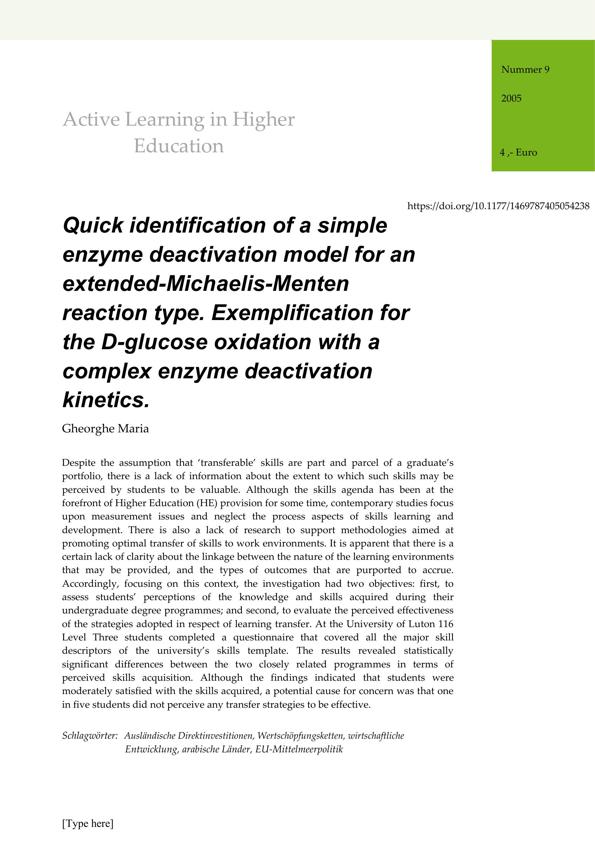 Nummer 9
2005
4 ,- Euro
Active Learning in Higher
Education
https://doi.org/10.1177/1469787405054238
Quick identification of a simple
enzyme deactivation model for an
extended-Michaelis-Menten
reaction type. Exemplification for
the D-glucose oxidation with a
complex enzyme deactivation
kinetics.
Gheorghe Maria
Despite the assumption that ‘transferable’ skills are part and parcel of a graduate’s
portfolio, there is a lack of information about the extent to which such skills may be
perceived by students to be valuable. Although the skills agenda has been at the
forefront of Higher Education (HE) provision for some time, contemporary studies focus
upon measurement issues and neglect the process aspects of skills learning and
development. There is also a lack of research to support methodologies aimed at
promoting optimal transfer of skills to work environments. It is apparent that there is a
certain lack of clarity about the linkage between the nature of the learning environments
that may be provided, and the types of outcomes that are purported to accrue.
Accordingly, focusing on this context, the investigation had two objectives: first, to
assess students’ perceptions of the knowledge and skills acquired during their
undergraduate degree programmes; and second, to evaluate the perceived effectiveness
of the strategies adopted in respect of learning transfer. At the University of Luton 116
Level Three students completed a questionnaire that covered all the major skill
descriptors of the university’s skills template. The results revealed statistically
significant differences between the two closely related programmes in terms of
perceived skills acquisition. Although the findings indicated that students were
moderately satisfied with the skills acquired, a potential cause for concern was that one
in five students did not perceive any transfer strategies to be effective.
Schlagwörter: Ausländische Direktinvestitionen, Wertschöpfungsketten, wirtschaftliche
Entwicklung, arabische Länder, EU-Mittelmeerpolitik
[Type here]